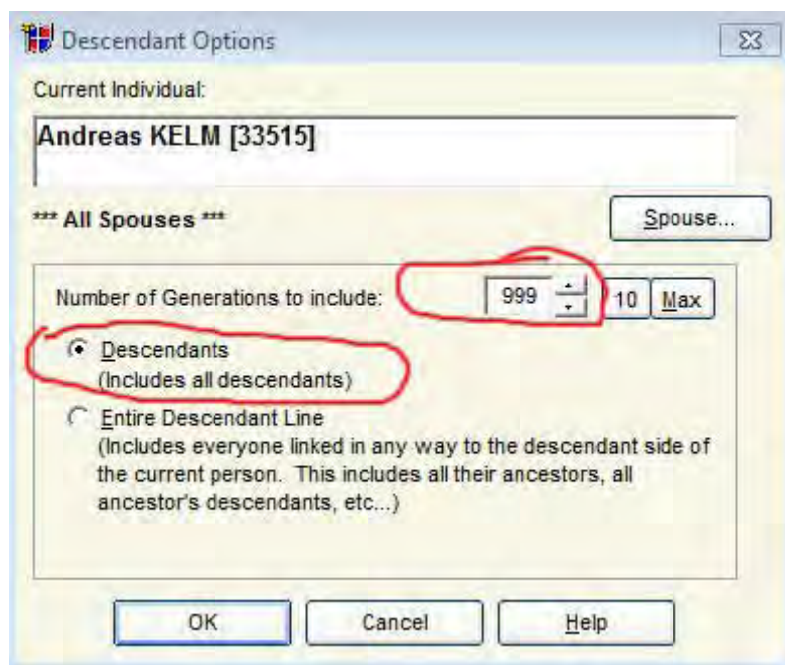 Descendant Options
Current Individual:
Andreas KELM [33515]
*** All Spouses ***
Spouse...
Number of Generations to include: 999 10 Max
Descendants
(Includes all descendants)
Entire Descendant Line
(Includes everyone linked in any way to the descendant side of
the current person. This includes all their ancestors, all
ancestor's descendants, etc...)
OK Cancel Help